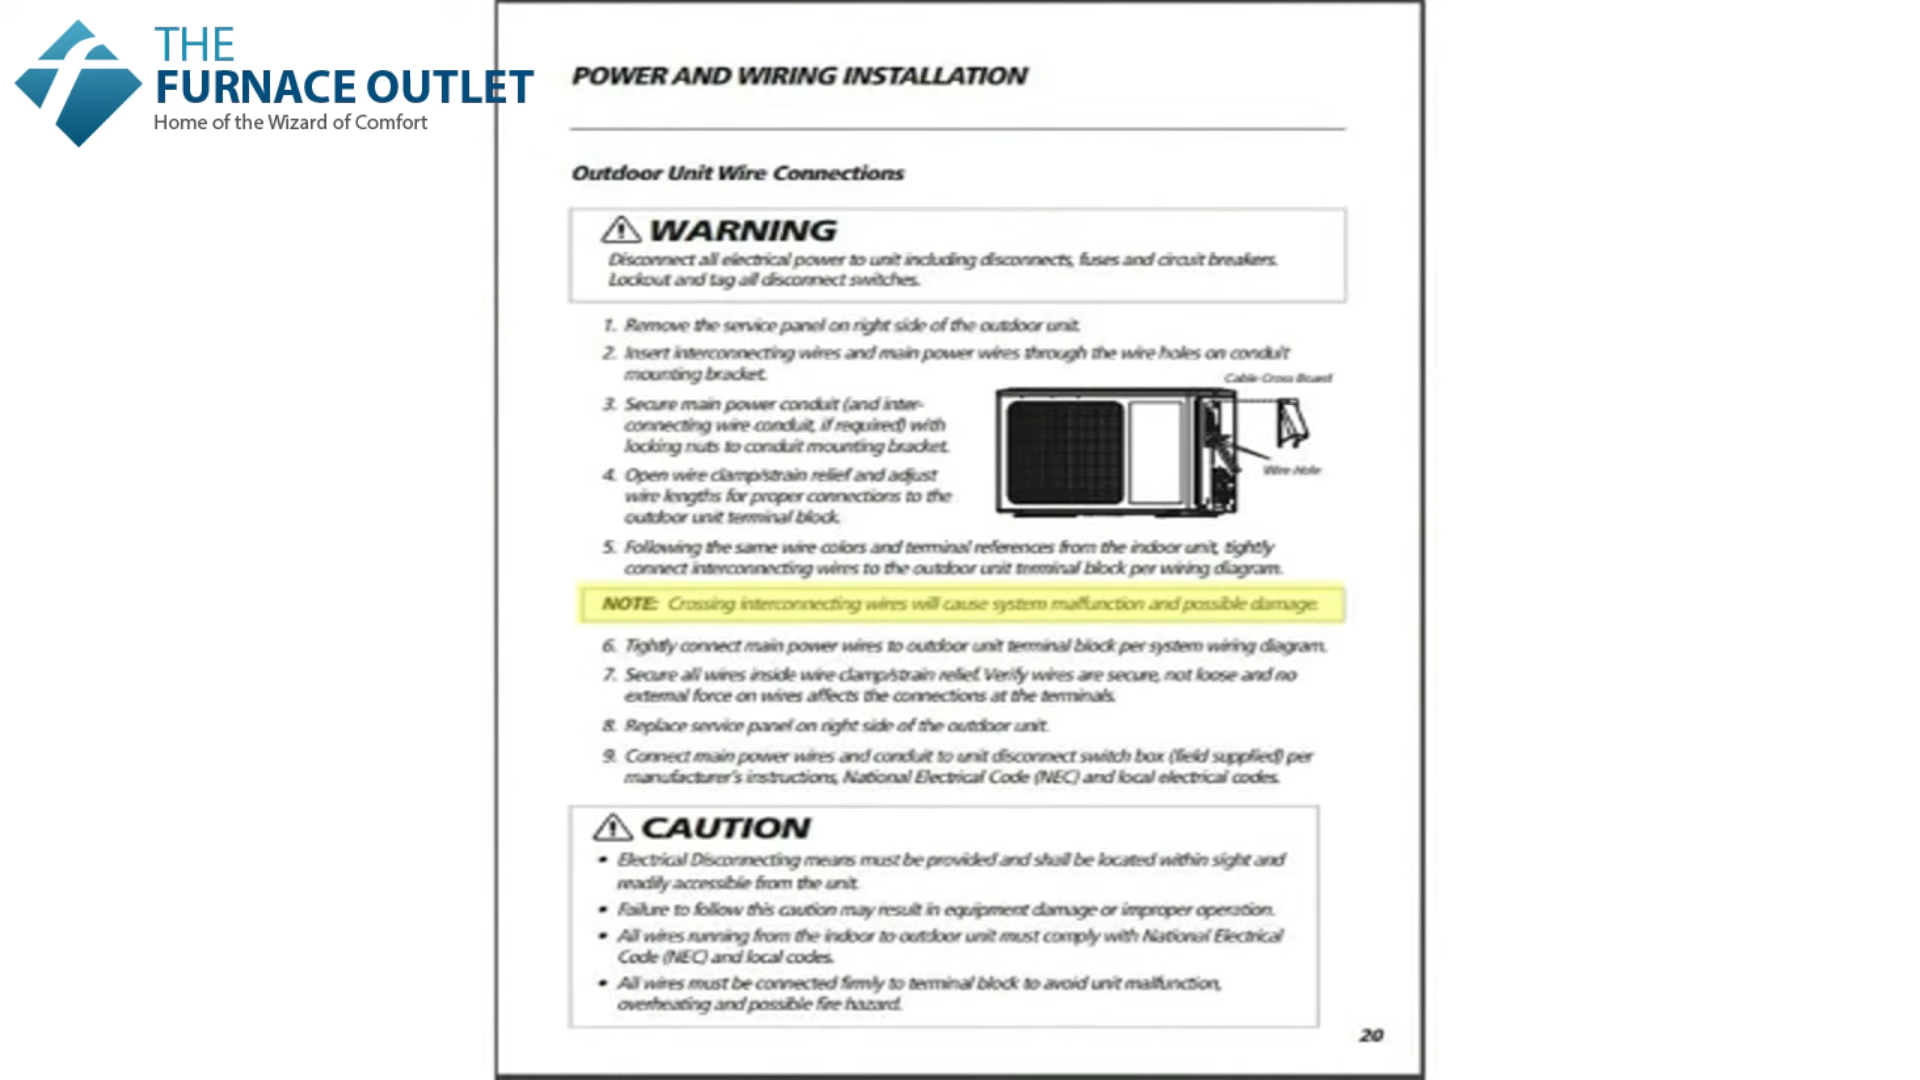 THE
FURNACE OUTLET
Home of the Wizard of Comfort
POWER AND WIRING INSTALLATION
Outdoor Unit Wire Connections
WARNING
Disconnect all electrical power to unit including disconnects, fuses and circuit breakers.
Lockout and tag all disconnect switches.
1. Remove the service panel on right side of the outdoor unit.
2. Insert interconnecting wires and main power wires through the wire holes on conduit
mounting bracket.
Cable Cross Board
3. Secure main power conduit (and inter-
connecting wire conduit, if required) with
locking nuts to conduit mounting bracket.
Wire Hole
4. Open wire clamp/strain relief and adjust
wire lengths for proper connections to the
outdoor unit terminal block.
5. Following the same wire colors and terminal references from the indoor unit, tightly
connect interconnecting wires to the outdoor unit terminal block per wiring diagram.
NOTE: Crossing interconnecting wires will cause system malfunction and possible damage.
6. Tightly connect main power wires to outdoor unit terminal block per system wiring diagram.
7. Secure all wires inside wire clamp/strain relief. Verify wires are secure, not loose and no
external force on wires affects the connections at the terminals.
8. Replace service panel on right side of the outdoor unit.
9. Connect main power wires and conduit to unit disconnect switch box (field supplied) per
manufacturer's instructions, National Electrical Code (NEC) and local electrical codes.
CAUTION
• Electrical Disconnecting means must be provided and shall be located within sight and
readily accessible from the unit.
• Failure to follow this caution may result in equipment damage or improper operation.
• All wires running from the indoor to outdoor unit must comply with National Electrical
Code (NEC) and local codes.
• All wires must be connected firmly to terminal block to avoid unit malfunction,
overheating and possible fire hazard.
20